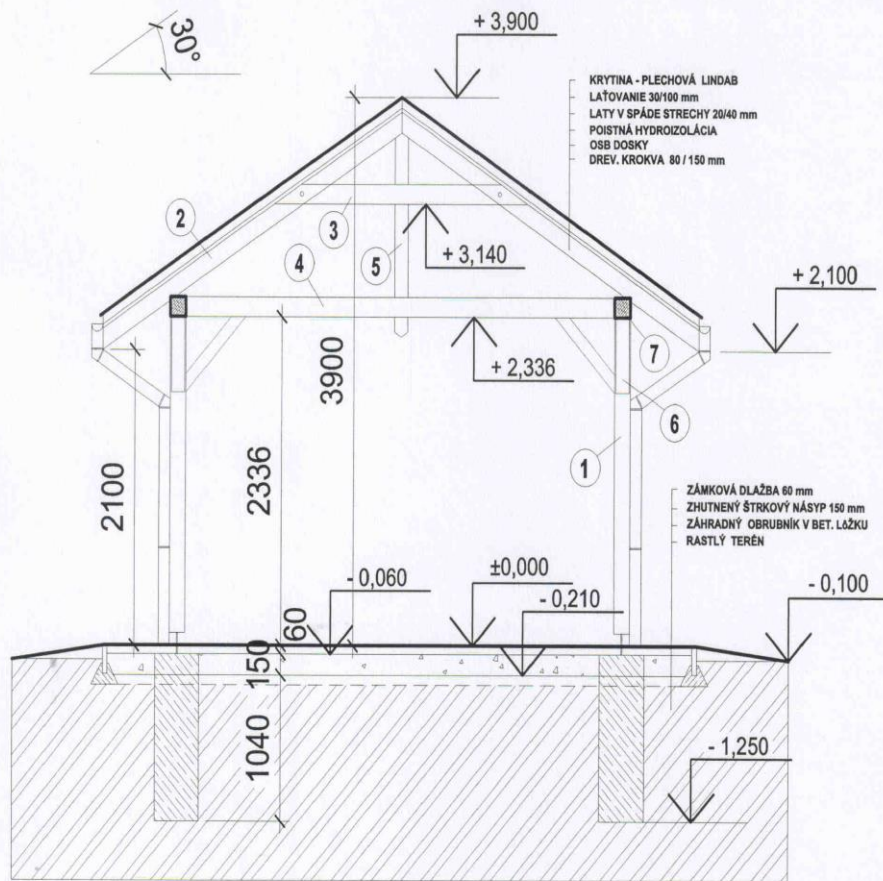 30°
+ 3,900
KRYTINA - PLECHOVÁ LINDAB
LAŤOVANIE 30/100 mm
LATY V SPÁDE STRECHY 20/40 mm
POISTNÁ HYDROIZOLÁCIA
OSB DOSKY
DREV. KROKVA 80 / 150 mm
2
3
5
+ 3,140
4
+ 2,100
7
+ 2,336
6
3900
2336
2100
1
ZÁMKOVÁ DLAŽBA 60 mm
ZHUTNENÝ ŠTRKOVÝ NÁSYP 150 mm
ZÁHRADNÝ OBRUBNÍK V BET. LôŽKU
RASTLÝ TERÉN
- 0,060
±0,000
- 0,210
- 0,100
60
150
1040
- 1,250